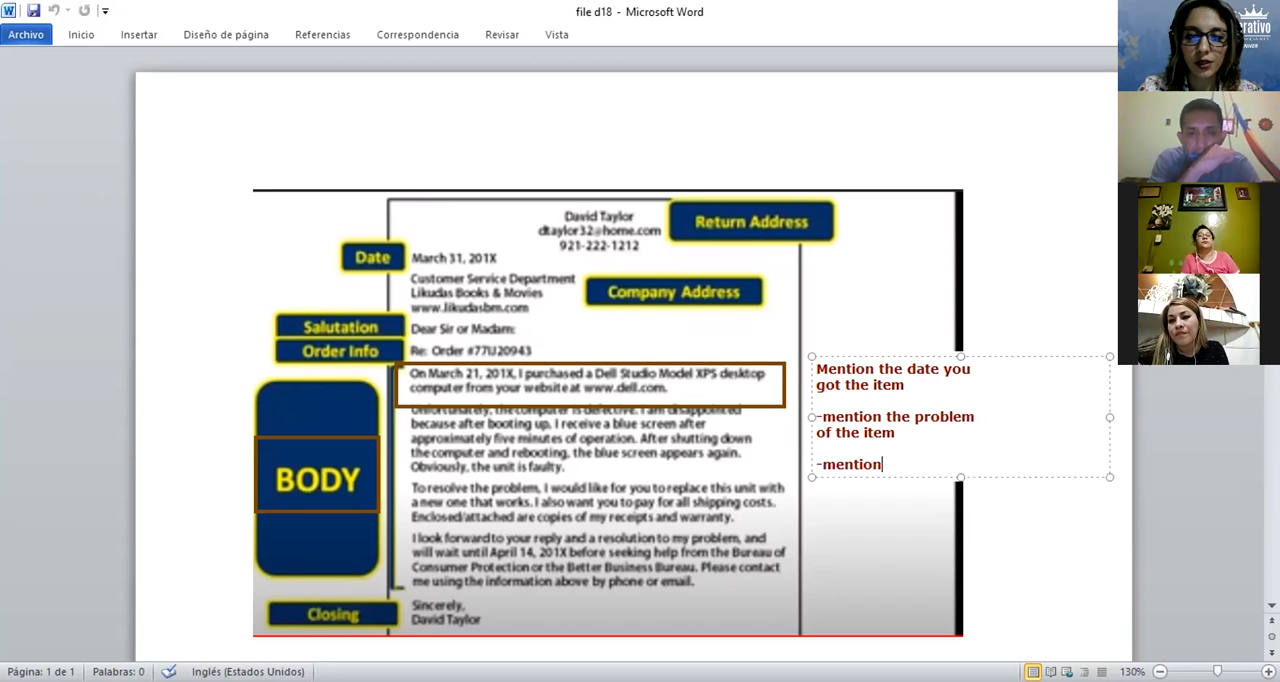 file d18 - Microsoft Word
Archivo Inicio Insertar Diseño de página Referencias Correspondencia Revisar Vista
David Taylor
dtaylor32@home.com
921-222-1212
Return Address
Date
March 31, 201X
Customer Service Department
Likudas Books & Movies
www.likudasbm.com
Company Address
Salutation
Dear Sir or Madam:
Order Info
Re: Order #77U20943
On March 21, 201X, I purchased a Dell Studio Model XPS desktop
computer from your website at www.dell.com.
Unfortunately, the computer is defective. I am disappointed
because after booting up, I receive a blue screen after
approximately five minutes of operation. After shutting down
the computer and rebooting, the blue screen appears again.
Obviously, the unit is faulty.
BODY
To resolve the problem, I would like for you to replace this unit with
a new one that works. I also want you to pay for all shipping costs.
Enclosed/attached are copies of my receipts and warranty.
I look forward to your reply and a resolution to my problem, and
will wait until April 14, 201X before seeking help from the Bureau of
Consumer Protection or the Better Business Bureau. Please contact
me using the information above by phone or email.
Closing
Sincerely,
David Taylor
Mention the date you
got the item
-mention the problem
of the item
-mention
Página: 1 de 1 Palabras: 0 Inglés (Estados Unidos) 130%